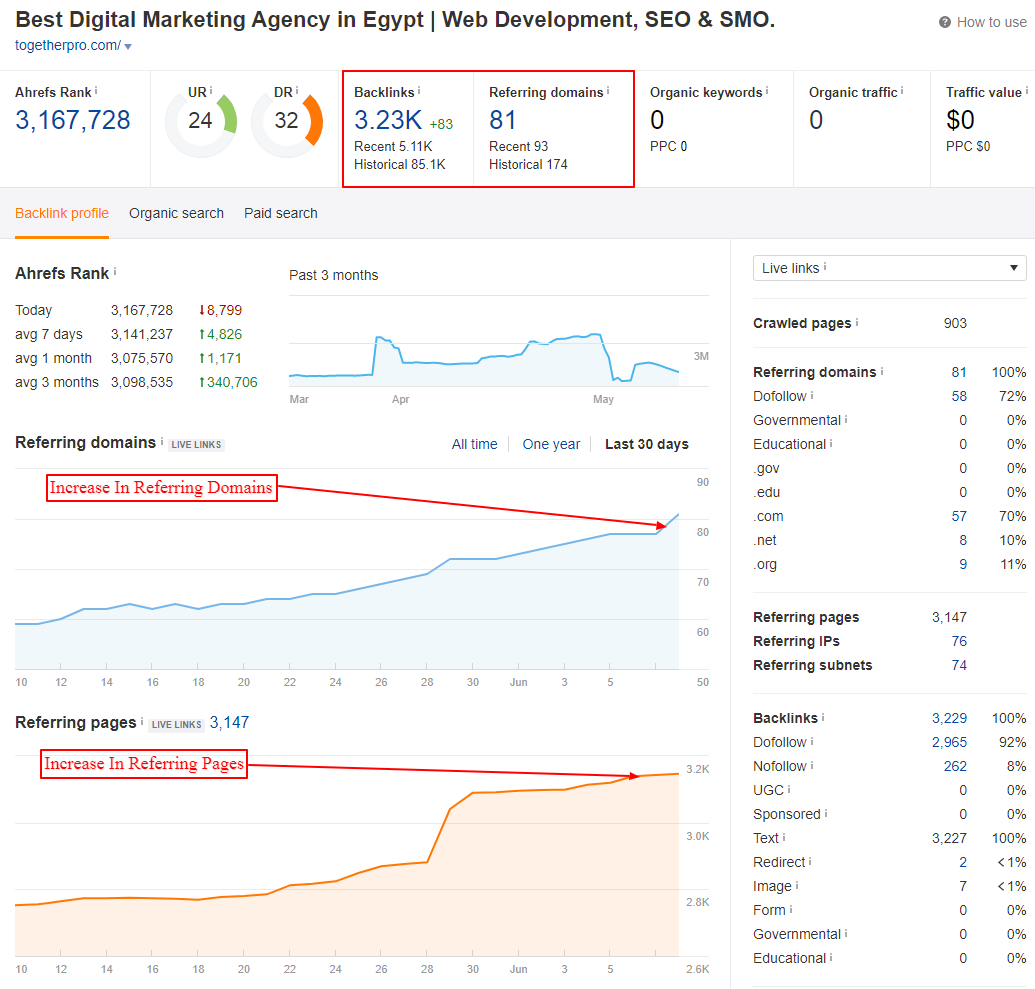 Best Digital Marketing Agency in Egypt | Web Development, SEO & SMO.
? How to use
togetherpro.com/ ▾
Ahrefs Rank i
3,167,728
UR i
24
DR i
32
Backlinks i
3.23K +83
Recent 5.11K
Historical 85.1K
Referring domains i
81
Recent 93
Historical 174
Organic keywords i
0
PPC 0
Organic traffic i
0
Traffic value i
$0
PPC $0
Backlink profile Organic search Paid search
Ahrefs Rank i
Today 3,167,728 ↓8,799
avg 7 days 3,141,237 ↑4,826
avg 1 month 3,075,570 ↑1,171
avg 3 months 3,098,535 ↑340,706
Past 3 months
3M
Mar Apr May
Referring domains i LIVE LINKS All time One year Last 30 days
Increase In Referring Domains
90
80
70
60
50
10 12 14 16 18 20 22 24 26 28 30 Jun 3 5
Referring pages i LIVE LINKS 3,147
Increase In Referring Pages
3.2K
3.0K
2.8K
2.6K
10 12 14 16 18 20 22 24 26 28 30 Jun 3 5
Live links i ▼
Crawled pages i 903
Referring domains i 81 100%
Dofollow i 58 72%
Governmental i 0 0%
Educational i 0 0%
.gov 0 0%
.edu 0 0%
.com 57 70%
.net 8 10%
.org 9 11%
Referring pages 3,147
Referring IPs 76
Referring subnets 74
Backlinks i 3,229 100%
Dofollow i 2,965 92%
Nofollow i 262 8%
UGC i 0 0%
Sponsored i 0 0%
Text i 3,227 100%
Redirect i 2 <1%
Image i 7 <1%
Form i 0 0%
Governmental i 0 0%
Educational i 0 0%